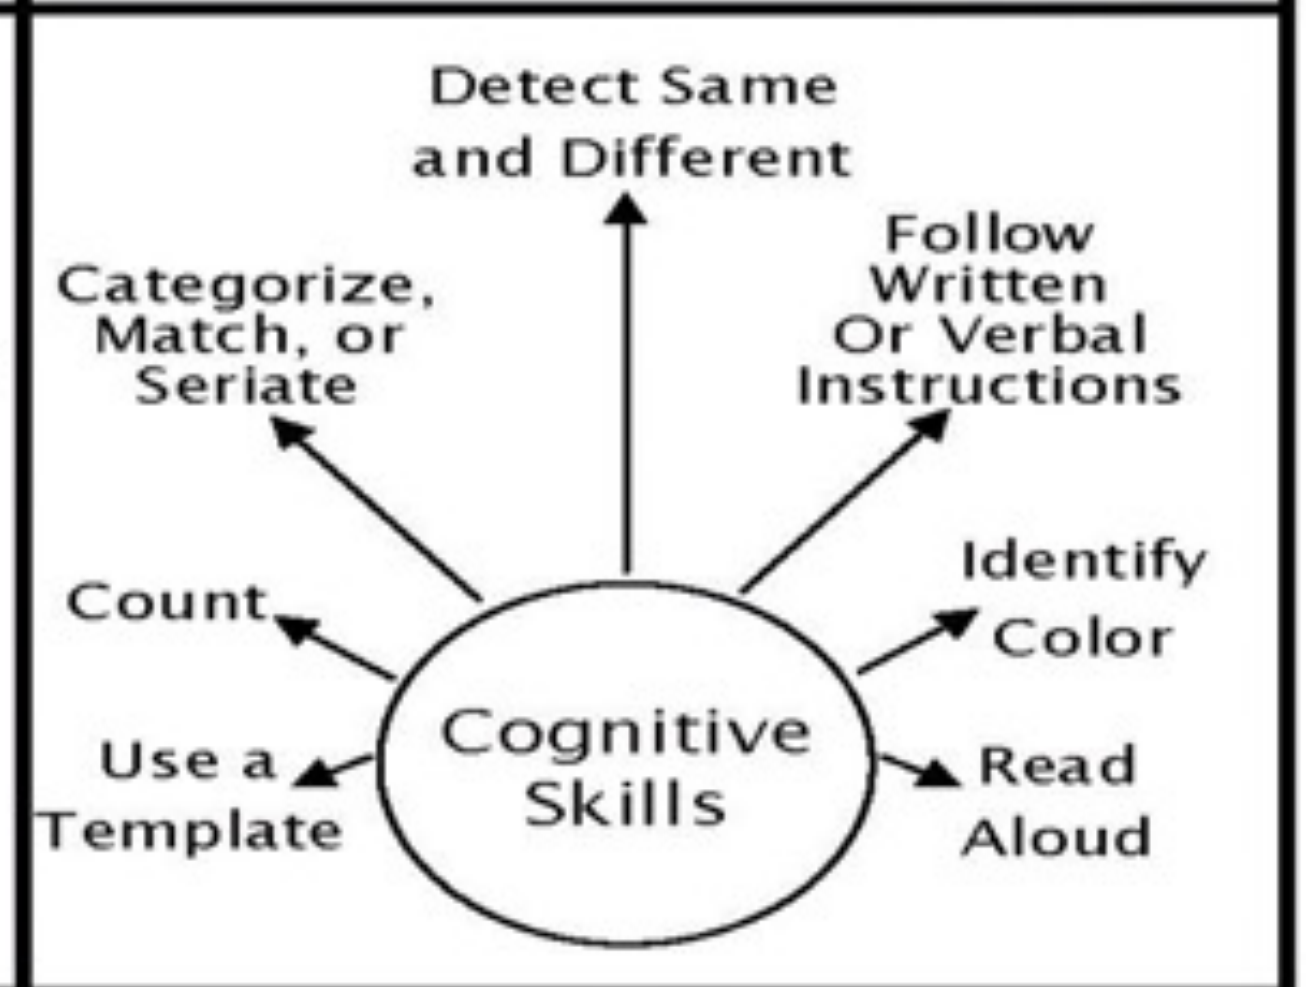 Detect Same
and Different
Categorize,
Match, or
Seriate
Follow
Written
Or Verbal
Instructions
Count
Identify
Color
Use a
Template
Cognitive
Skills
Read
Aloud